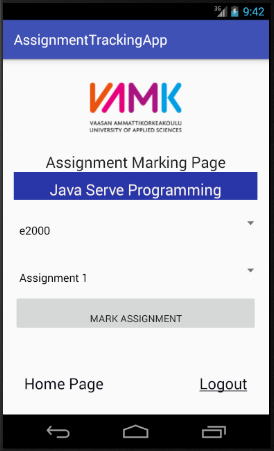 3G 9:42
AssignmentTrackingApp
VAMK
VAASAN AMMATTIKORKEAKOULU
UNIVERSITY OF APPLIED SCIENCES
Assignment Marking Page
Java Serve Programming
e2000
Assignment 1
MARK ASSIGNMENT
Home Page Logout